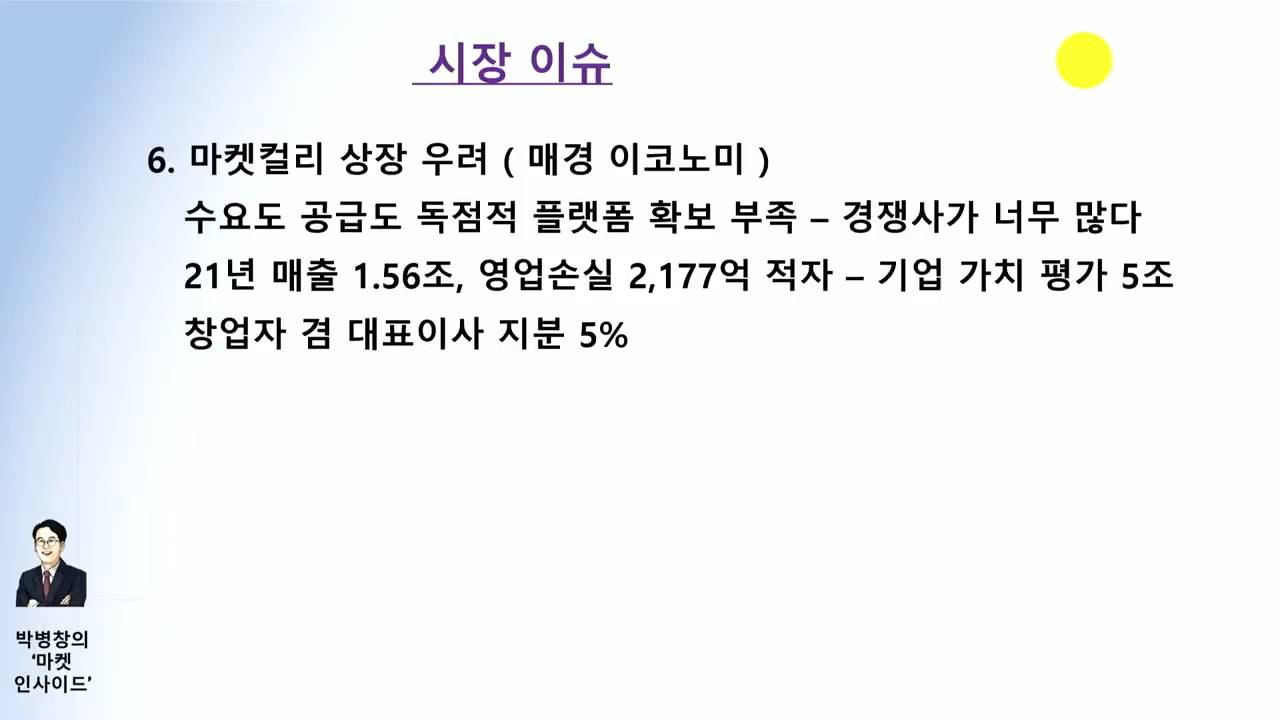 시장 이슈
6. 마켓컬리 상장 우려 ( 매경 이코노미 )
수요도 공급도 독점적 플랫폼 확보 부족 – 경쟁사가 너무 많다
21년 매출 1.56조, 영업손실 2,177억 적자 – 기업 가치 평가 5조
창업자 겸 대표이사 지분 5%
박병창의
‘마켓
인사이드’